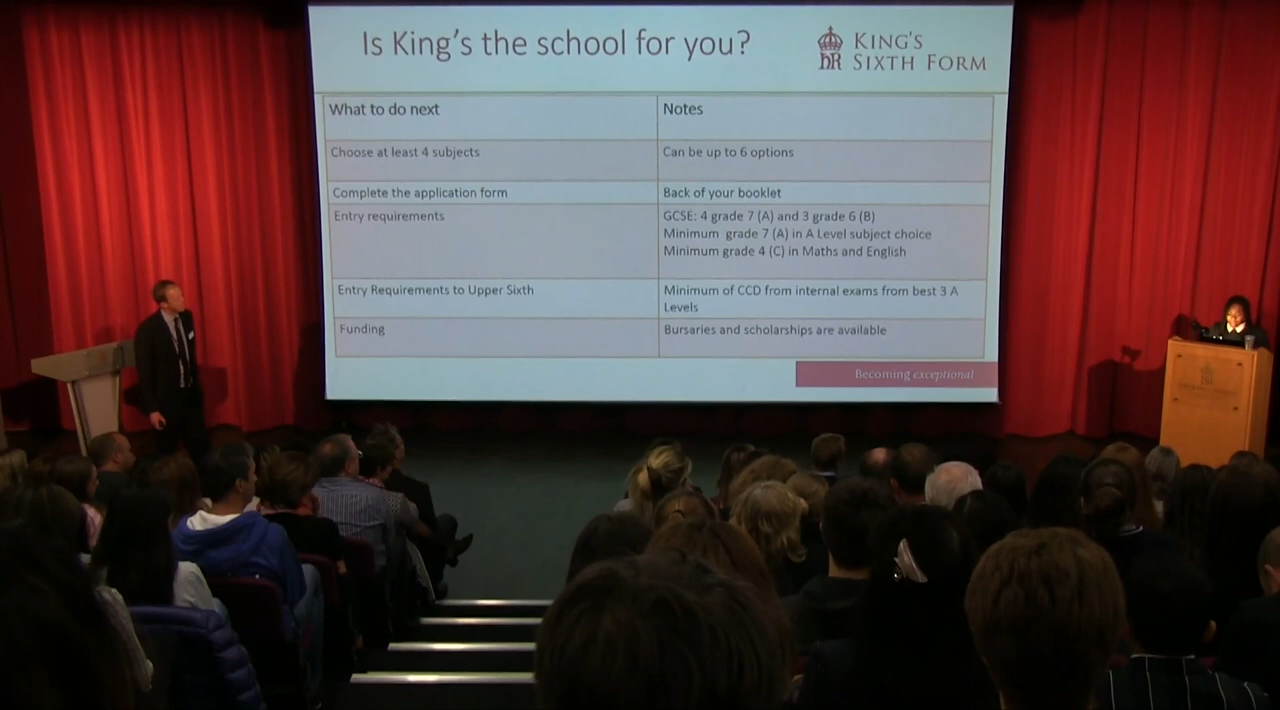 Is King's the school for you?
KING'S
SIXTH FORM
hR
What to do next
Notes
Choose at least 4 subjects
Can be up to 6 options
Complete the application form
Back of your booklet
Entry requirements
GCSE: 4 grade 7 (A) and 3 grade 6 (B)
Minimum grade 7 (A) in A Level subject choice
Minimum grade 4 (C) in Maths and English
Entry Requirements to Upper Sixth
Minimum of CCD from internal exams from best 3 A
Levels
Funding
Bursaries and scholarships are available
Becoming exceptional